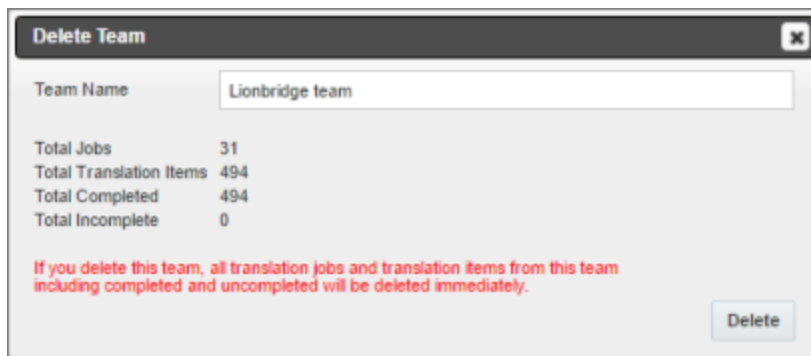 Delete Team
Team Name Lionbridge team
Total Jobs 31
Total Translation Items 494
Total Completed 494
Total Incomplete 0
If you delete this team, all translation jobs and translation items from this team
including completed and uncompleted will be deleted immediately.
Delete